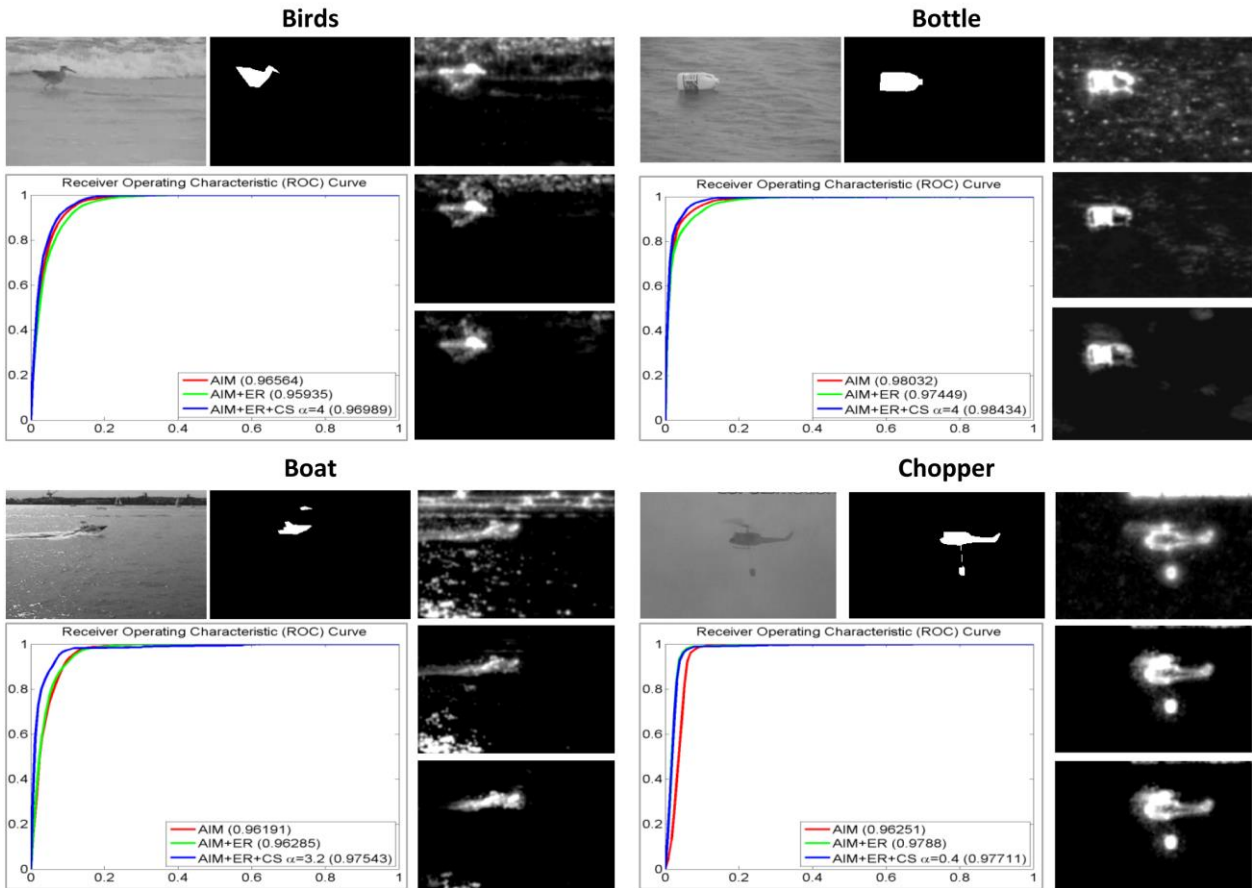 Birds
Receiver Operating Characteristic (ROC) Curve
1
0.8
0.6
0.4
0.2
0
0 0.2 0.4 0.6 0.8 1
AIM (0.96564)
AIM+ER (0.95935)
AIM+ER+CS α=4 (0.96989)
Bottle
Receiver Operating Characteristic (ROC) Curve
1
0.8
0.6
0.4
0.2
0
0 0.2 0.4 0.6 0.8 1
AIM (0.98032)
AIM+ER (0.97449)
AIM+ER+CS α=4 (0.98434)
Boat
Receiver Operating Characteristic (ROC) Curve
1
0.8
0.6
0.4
0.2
0
0 0.2 0.4 0.6 0.8 1
AIM (0.96191)
AIM+ER (0.96285)
AIM+ER+CS α=3.2 (0.97543)
Chopper
Receiver Operating Characteristic (ROC) Curve
1
0.8
0.6
0.4
0.2
0
0 0.2 0.4 0.6 0.8 1
AIM (0.96251)
AIM+ER (0.9788)
AIM+ER+CS α=0.4 (0.97711)